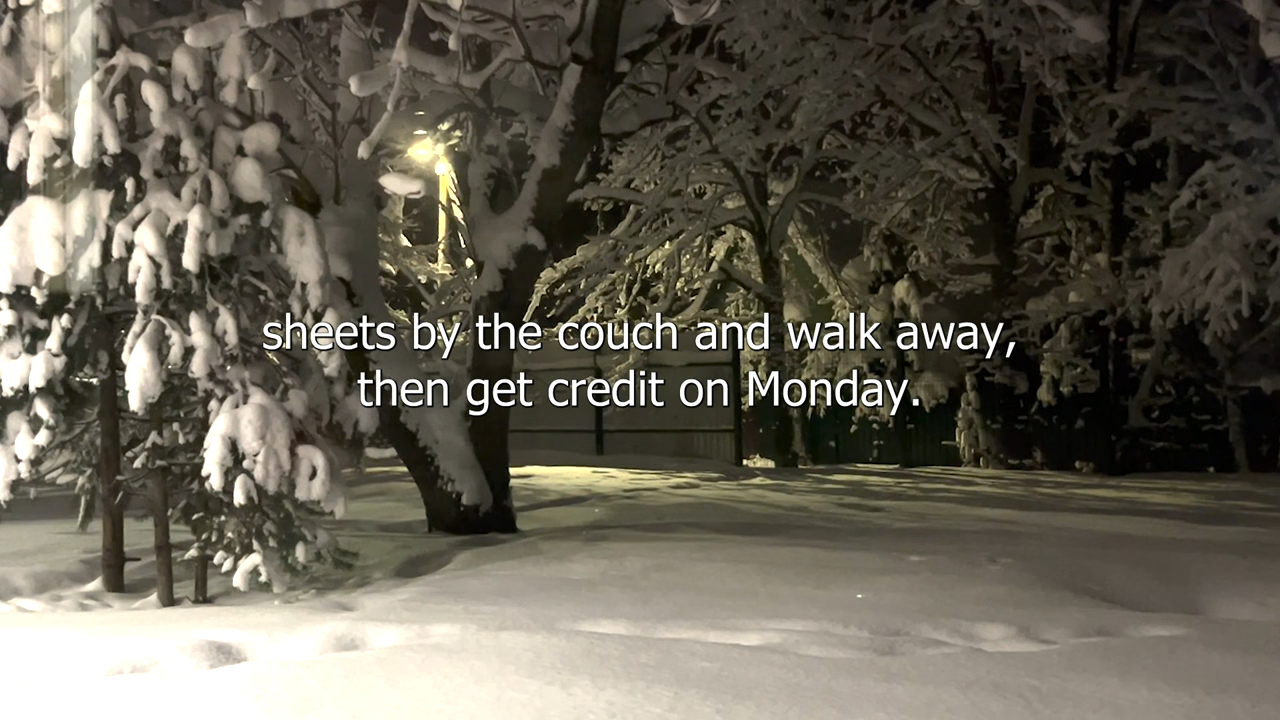 sheets by the couch and walk away,
then get credit on Monday.